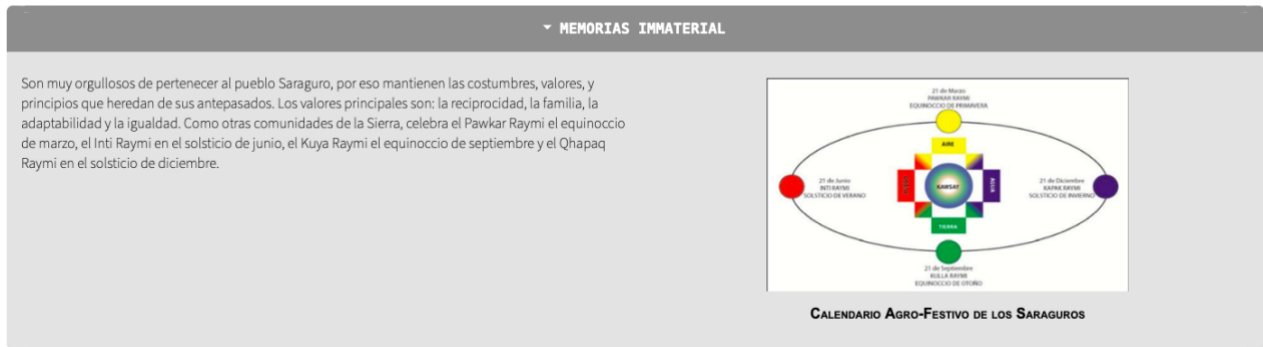 MEMORIAS IMMATERIAL
Son muy orgullosos de pertenecer al pueblo Saraguro, por eso mantienen las costumbres, valores, y
principios que heredan de sus antepasados. Los valores principales son: la reciprocidad, la familia, la
adaptabilidad y la igualdad. Como otras comunidades de la Sierra, celebra el Pawkar Raymi el equinoccio
de marzo, el Inti Raymi en el solsticio de junio, el Kuya Raymi el equinoccio de septiembre y el Qhapaq
Raymi en el solsticio de diciembre.
21 de Marzo
PAWKAR RAYMI
EQUINOCCIO DE PRIMAVERA
AIRE
21 de Junio
INTI RAYMI
SOLSTICIO DE VERANO
KAWSAY
AGUA
21 de Diciembre
KAPAK RAYMI
SOLSTICIO DE INVIERNO
TIERRA
21 de Septiembre
KULLA RAYMI
EQUINOCCIO DE OTOÑO
CALENDARIO AGRO-FESTIVO DE LOS SARAGUROS